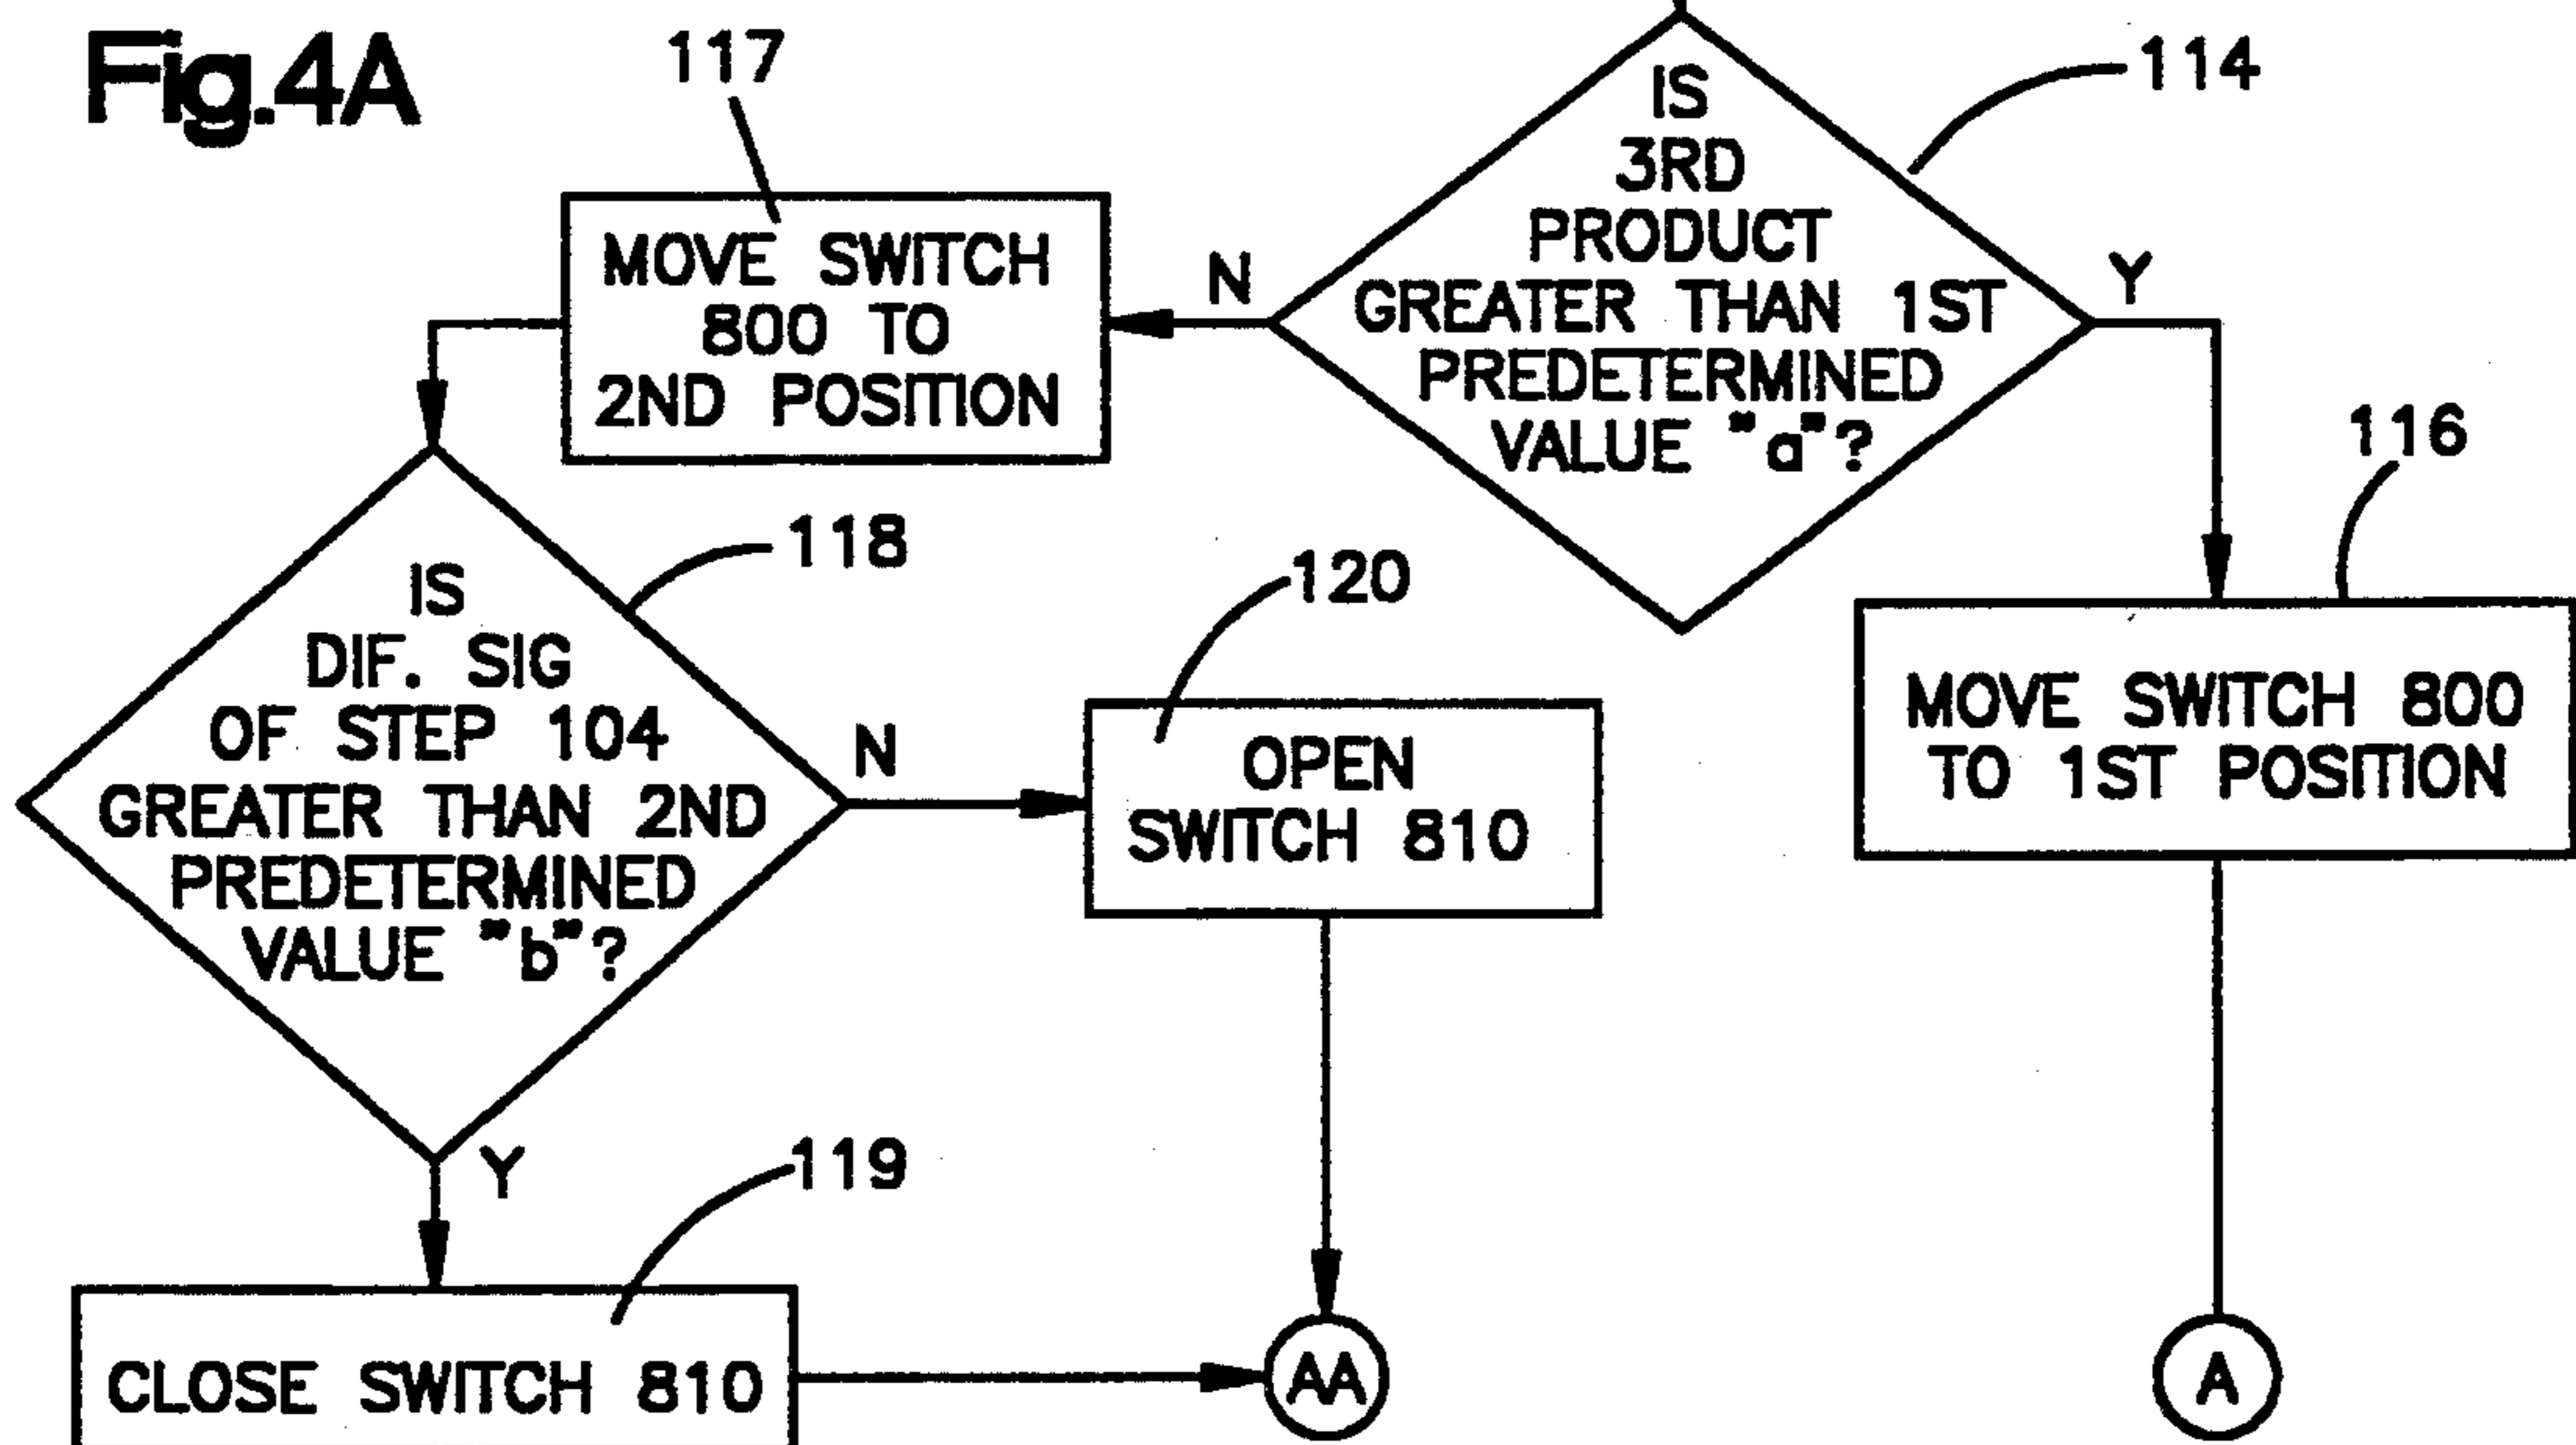 Fig.4A
117
114
IS
3RD
PRODUCT
GREATER THAN 1ST
PREDETERMINED
VALUE "a"?
N
Y
MOVE SWITCH
800 TO
2ND POSITION
116
MOVE SWITCH 800
TO 1ST POSITION
118
IS
DIF. SIG
OF STEP 104
GREATER THAN 2ND
PREDETERMINED
VALUE "b"?
N
120
OPEN
SWITCH 810
Y
119
CLOSE SWITCH 810
AA
A